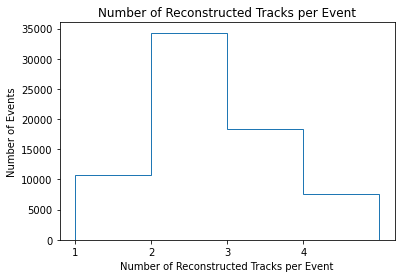 Number of Reconstructed Tracks per Event
Number of Events
35000
30000
25000
20000
15000
10000
5000
0
1 2 3 4
Number of Reconstructed Tracks per Event